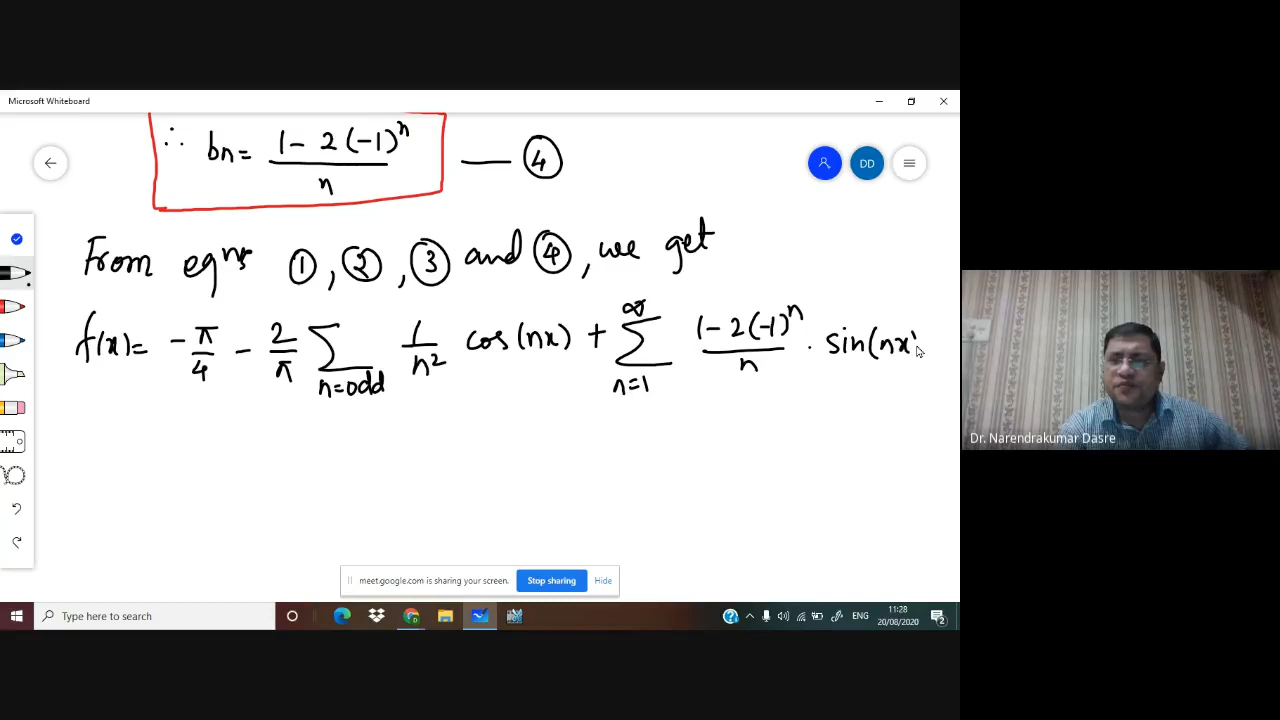 Microsoft Whiteboard
∴ bn = (1 - 2(-1)^n)/n —— ④
DD
From eqns ①, ②, ③ and ④, we get
f(x) = -π/4 - 2/π ∑_{n=odd} 1/n² cos(nx) + ∑_{n=1}^{∞} (1 - 2(-1)^n)/n · sin(nx)
Dr. Narendrakumar Dasre
meet.google.com is sharing your screen. Stop sharing Hide
Type here to search
ENG
11:28
20/08/2020
2